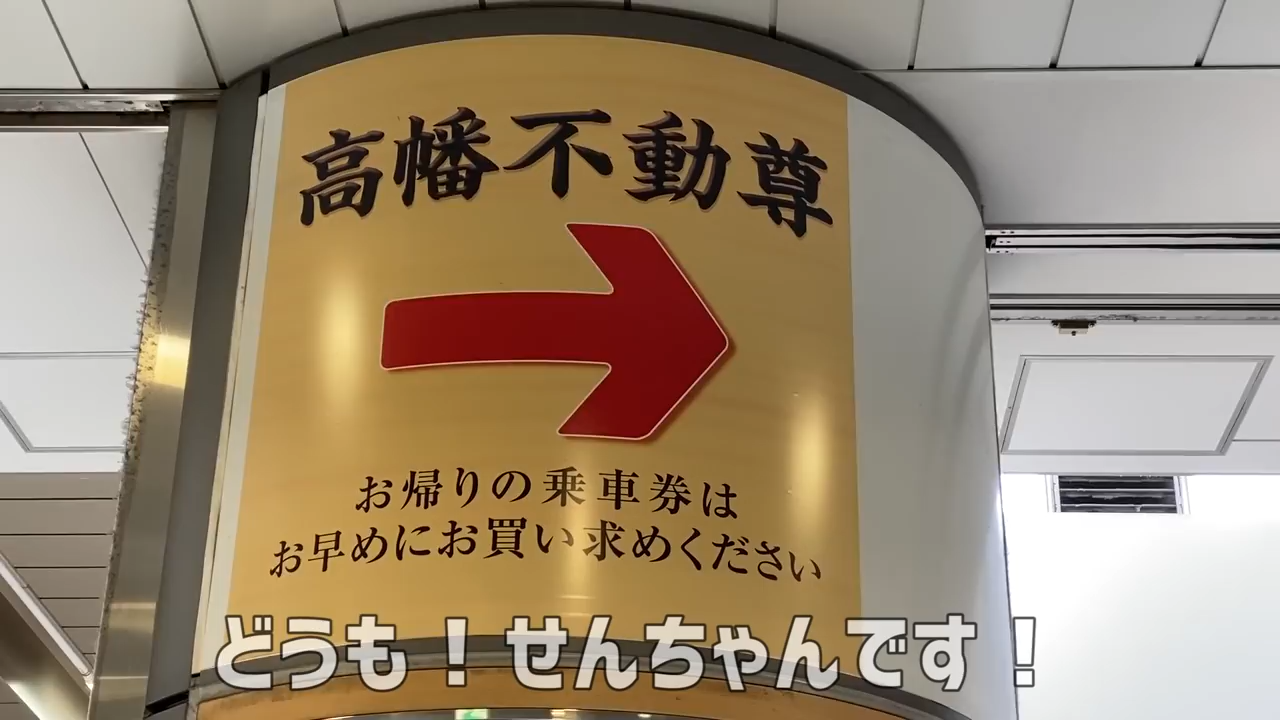 高幡不動尊
お帰りの乗車券は
お早めにお買い求めください
どうも！せんちゃんです！